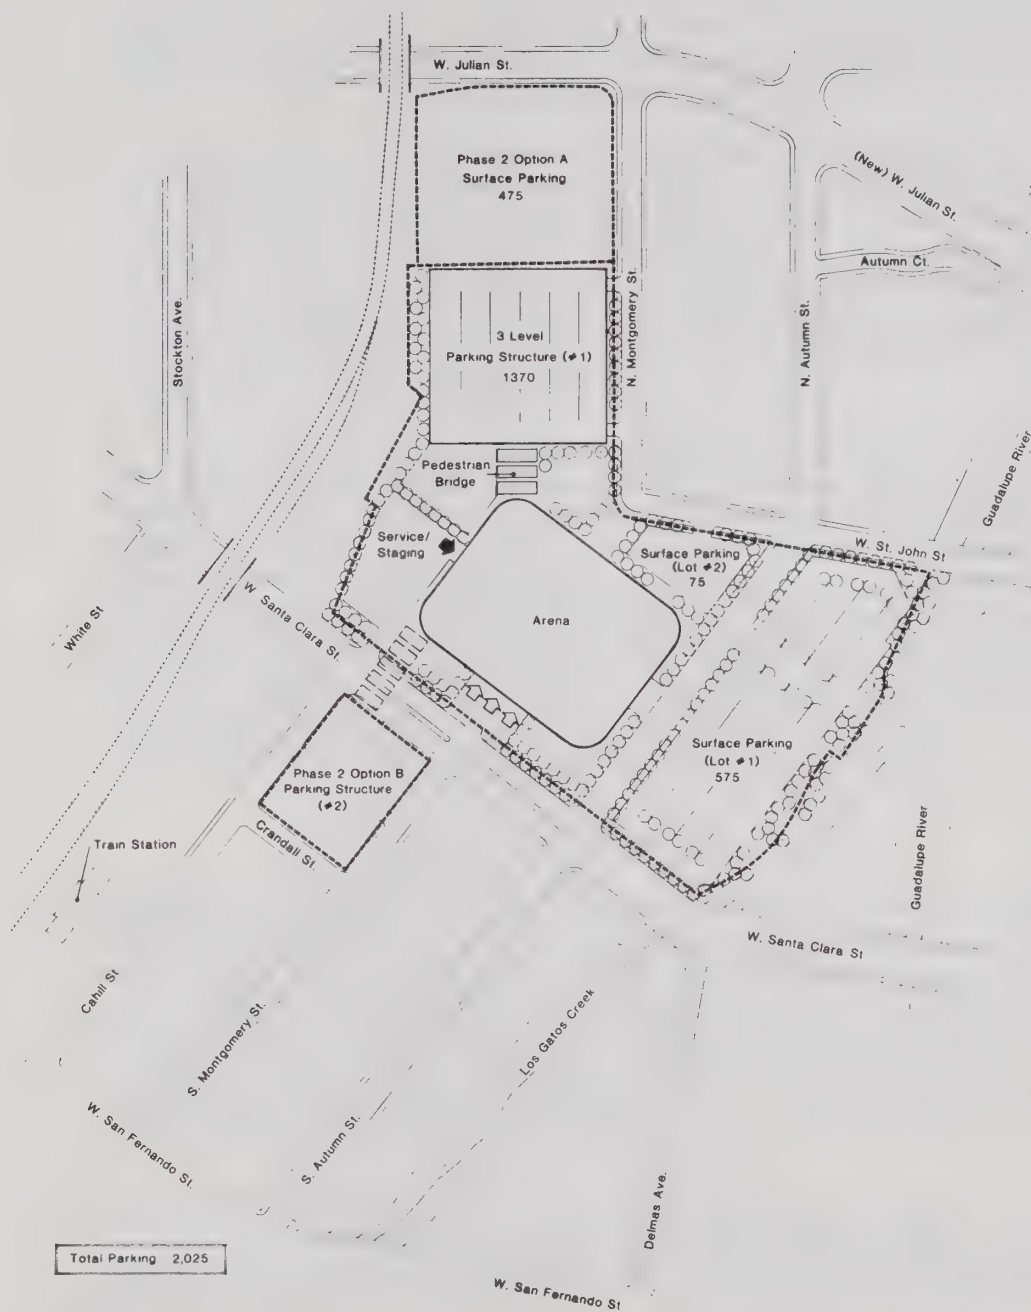 W. Julian St.
Phase 2 Option A
Surface Parking
475
(New) W. Julian St.
Autumn Ct.
Stockton Ave.
N. Montgomery St.
N. Autumn St.
3 Level
Parking Structure (#1)
1370
Pedestrian
Bridge
Guadalupe River
Service/
Staging
W. St. John St
Surface Parking
(Lot #2)
75
White St
W. Santa Clara St.
Arena
Surface Parking
(Lot #1)
575
Phase 2 Option B
Parking Structure
(#2)
Crandall St.
Train Station
Guadalupe River
W. Santa Clara St
Cahill St
S. Montgomery St.
Los Gatos Creek
W. San Fernando St.
S. Autumn St.
Delmas Ave.
Total Parking 2,025
W. San Fernando St